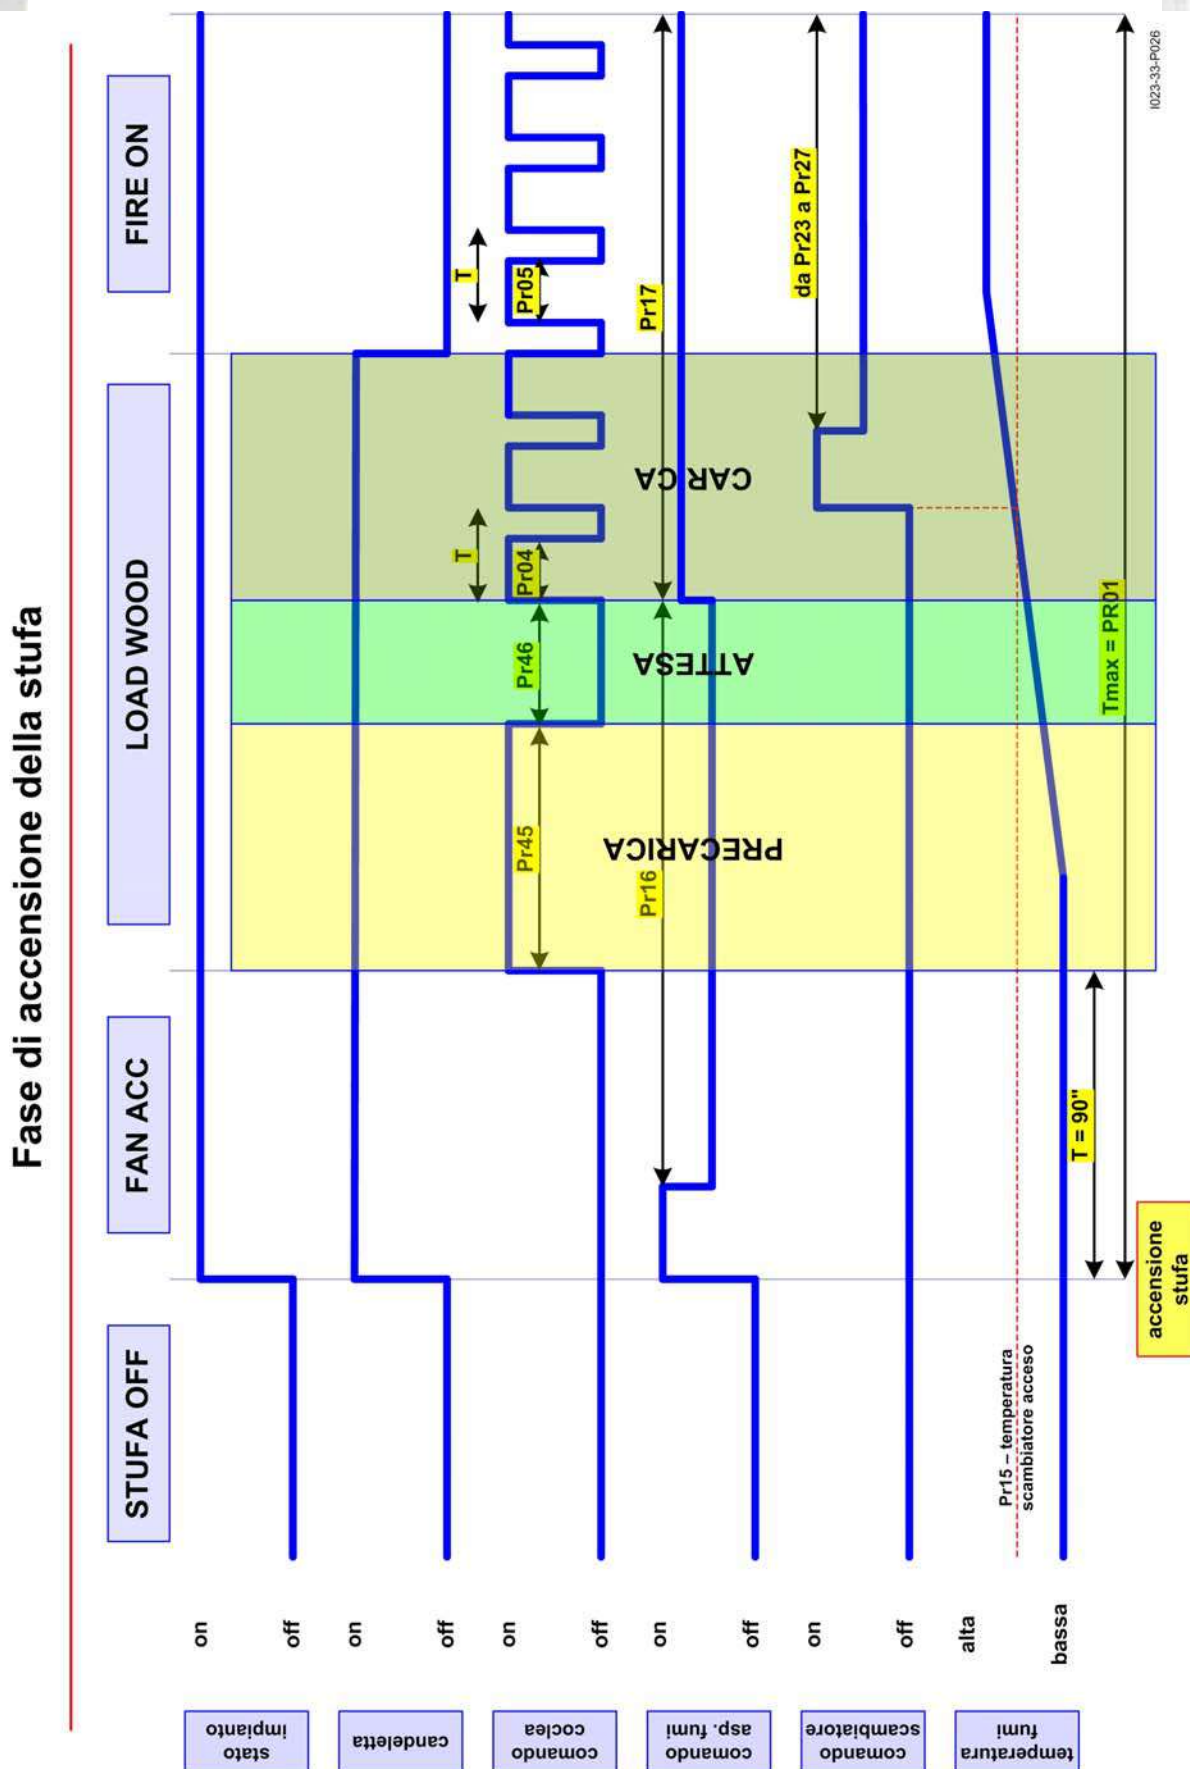 Fase di accensione della stufa
STUFA OFF
FAN ACC
LOAD WOOD
FIRE ON
stato
impianto
on
off
candeletta
on
off
comando
coclea
on
off
Pr45
Pr46
Pr04
T
Pr05
T
comando
asp. fumi
on
off
Pr16
Pr17
PRECARICA
ATTESA
CARICA
comando
scambiatore
on
off
da Pr23 a Pr27
temperatura
fumi
alta
bassa
Pr15 – temperatura
scambiatore acceso
T = 90"
Tmax = PR01
accensione
stufa
I023-33-P026